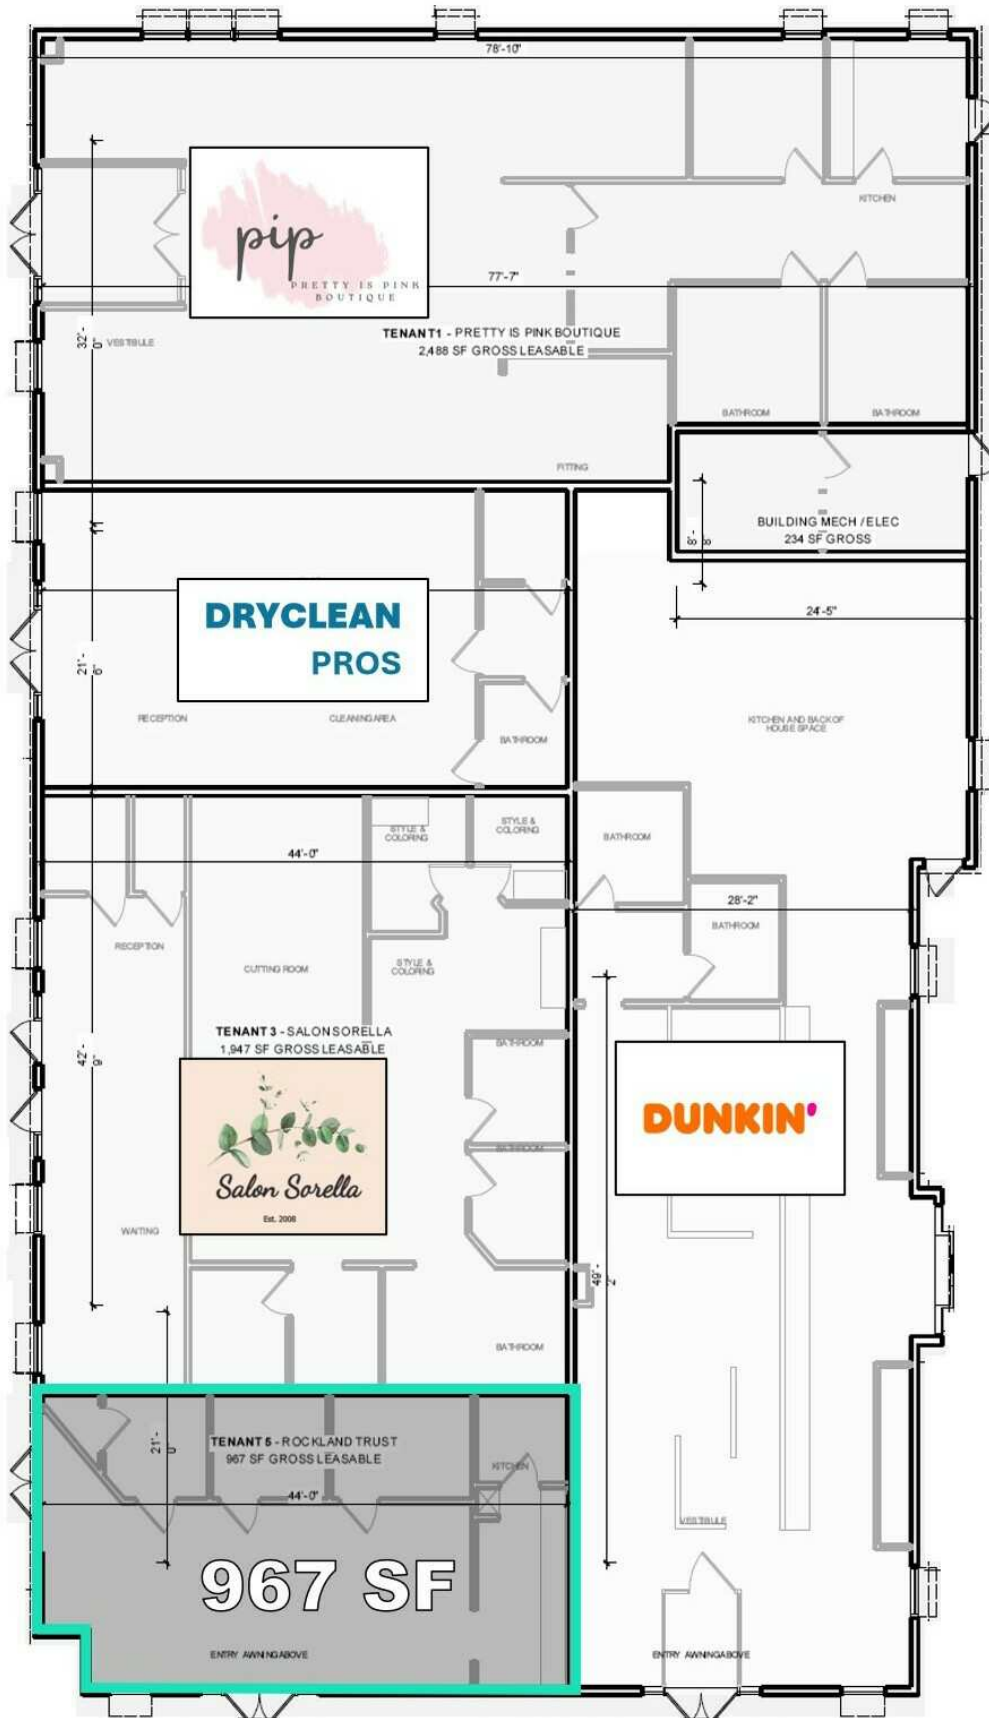 78'-10"
KITCHEN
pip
PRETTY IS PINK
BOUTIQUE
77'-7"
TENANT1 - PRETTY IS PINK BOUTIQUE
2,488 SF GROSS LEASABLE
32'-
0"
VESTIBULE
BATHROOM
BATHROOM
FITTING
BUILDING MECH / ELEC
234 SF GROSS
8'-
8"
11
DRYCLEAN
PROS
24'-5"
21'-
6"
RECEPTION
CLEANING AREA
BATHROOM
KITCHEN AND BACK OF
HOUSE SPACE
STYLE &
COLORING
STYLE &
COLORING
BATHROOM
44'-0"
28'-2"
BATHROOM
RECEPTION
CUTTING ROOM
STYLE &
COLORING
TENANT 3 - SALON SORELLA
1,947 SF GROSS LEASABLE
BATHROOM
42'-
9"
DUNKIN'
Salon Sorella
Est. 2008
BATHROOM
WAITING
49'-
2"
BATHROOM
TENANT 5 - ROCKLAND TRUST
967 SF GROSS LEASABLE
21'-
0"
KITCHEN
44'-0"
VESTIBULE
967 SF
ENTRY AWNING ABOVE
ENTRY AWNING ABOVE